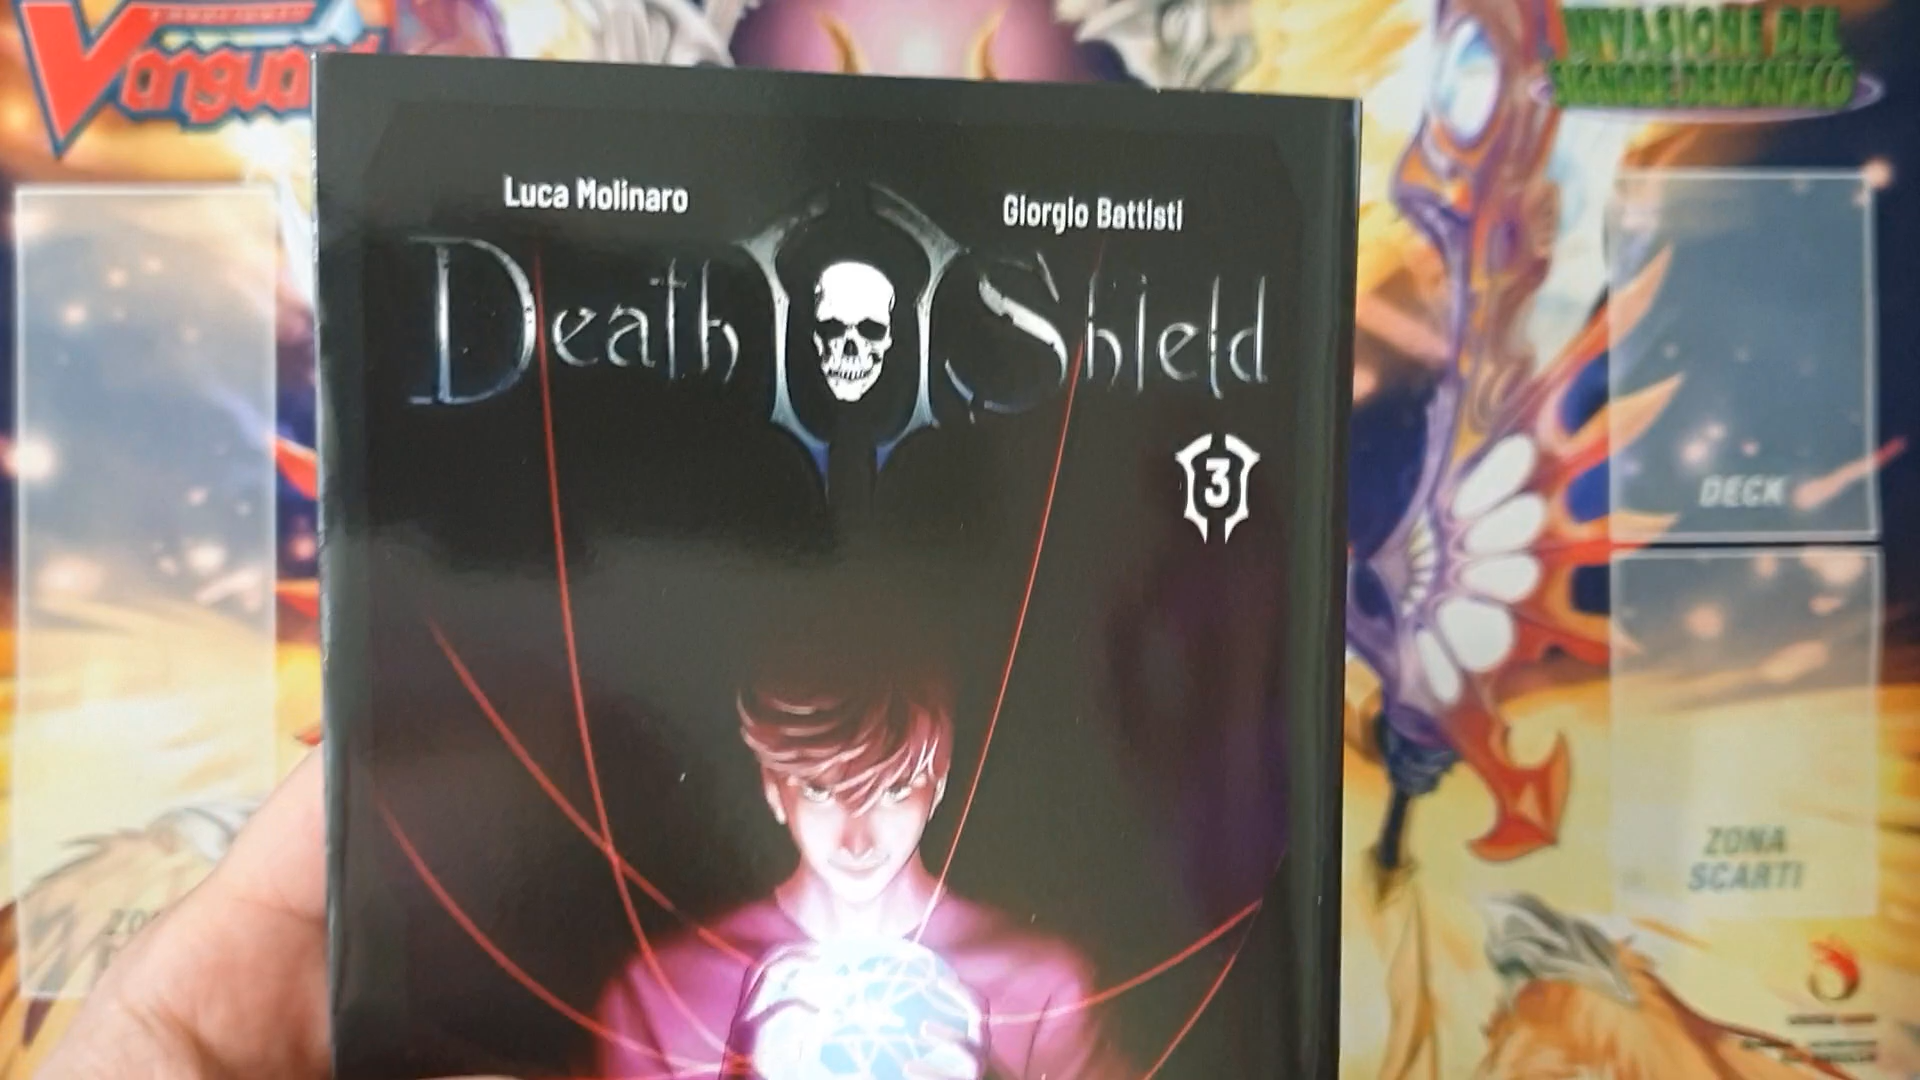 Vanguard
INVASIONE DEL
SIGNORE DEMONIACO
Luca Molinaro
Giorgio Battisti
Death Shield
3
DECK
ZONA
SCARTI